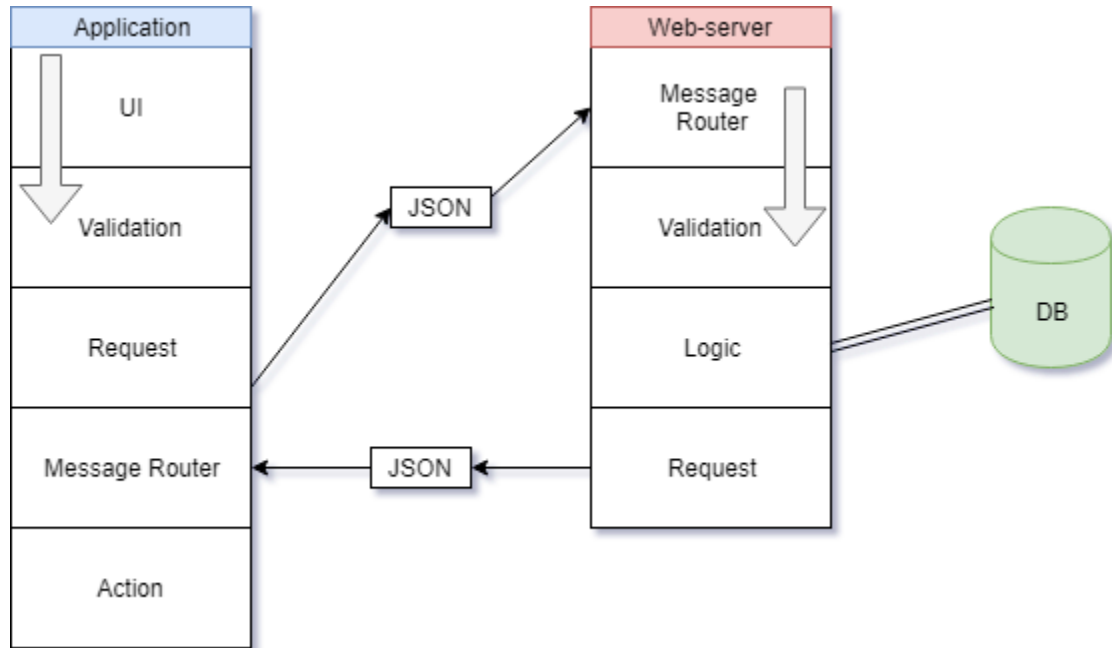 Application
UI
Validation
Request
Message Router
Action
JSON
JSON
Web-server
Message
Router
Validation
Logic
Request
DB